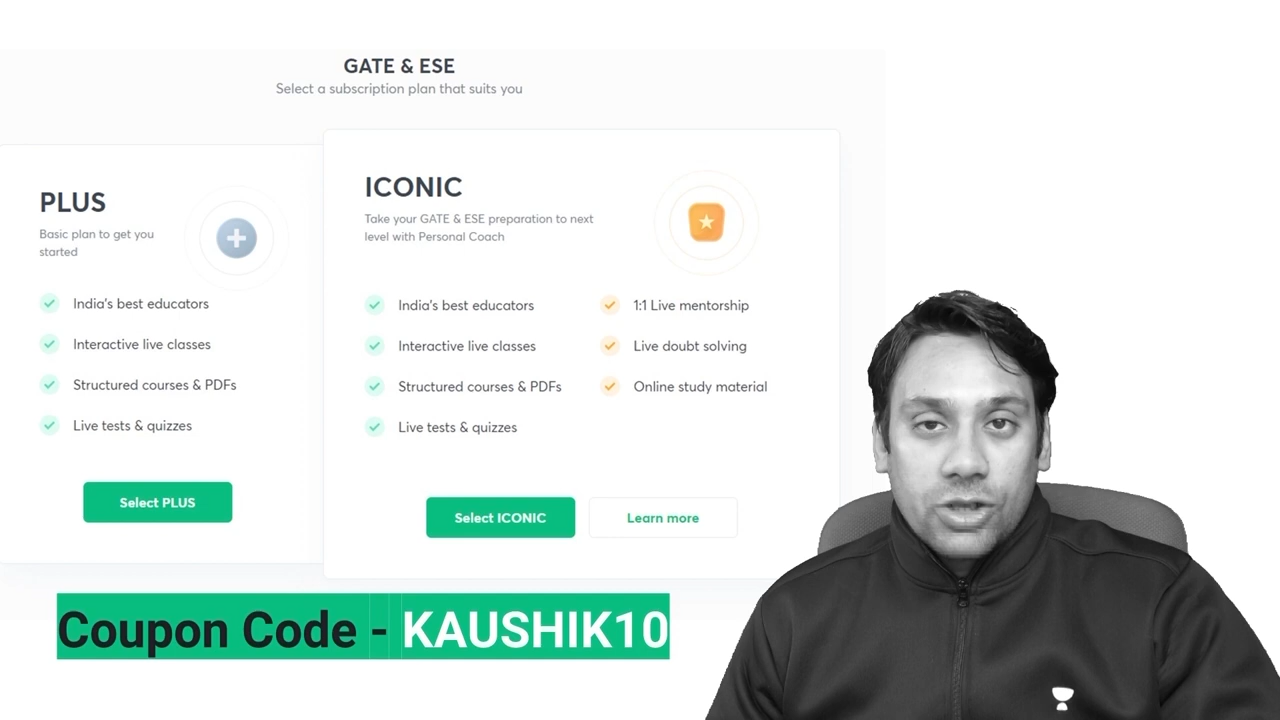 GATE & ESE
Select a subscription plan that suits you
PLUS
Basic plan to get you
started
India's best educators
Interactive live classes
Structured courses & PDFs
Live tests & quizzes
Select PLUS
ICONIC
Take your GATE & ESE preparation to next
level with Personal Coach
India's best educators
Interactive live classes
Structured courses & PDFs
Live tests & quizzes
1:1 Live mentorship
Live doubt solving
Online study material
Select ICONIC
Learn more
Coupon Code - KAUSHIK10